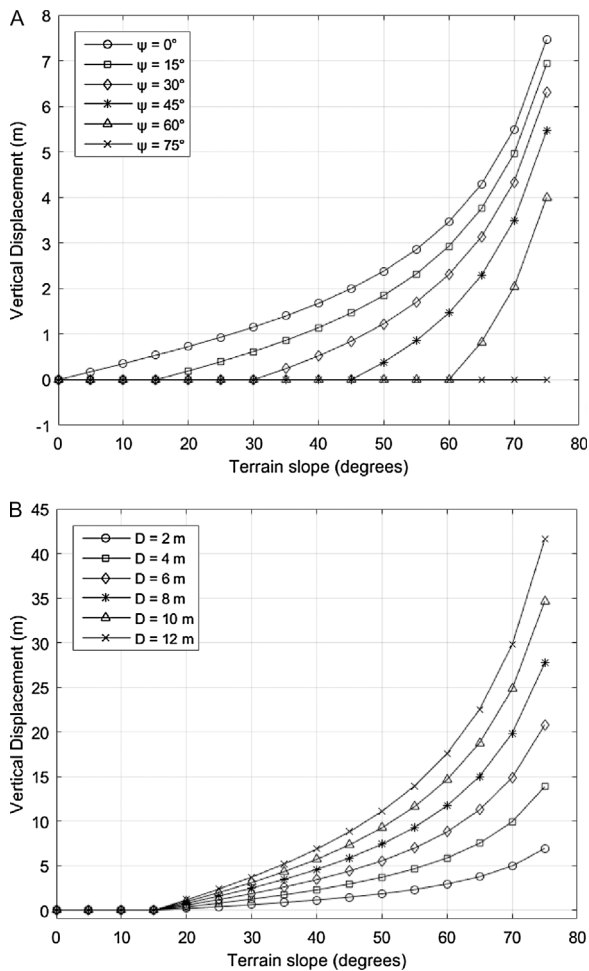 A
8
7
6
5
4
3
2
1
0
-1
Vertical Displacement (m)
ψ = 0°
ψ = 15°
ψ = 30°
ψ = 45°
ψ = 60°
ψ = 75°
0 10 20 30 40 50 60 70 80
Terrain slope (degrees)
B
45
40
35
30
25
20
15
10
5
0
Vertical Displacement (m)
D = 2 m
D = 4 m
D = 6 m
D = 8 m
D = 10 m
D = 12 m
0 10 20 30 40 50 60 70 80
Terrain slope (degrees)